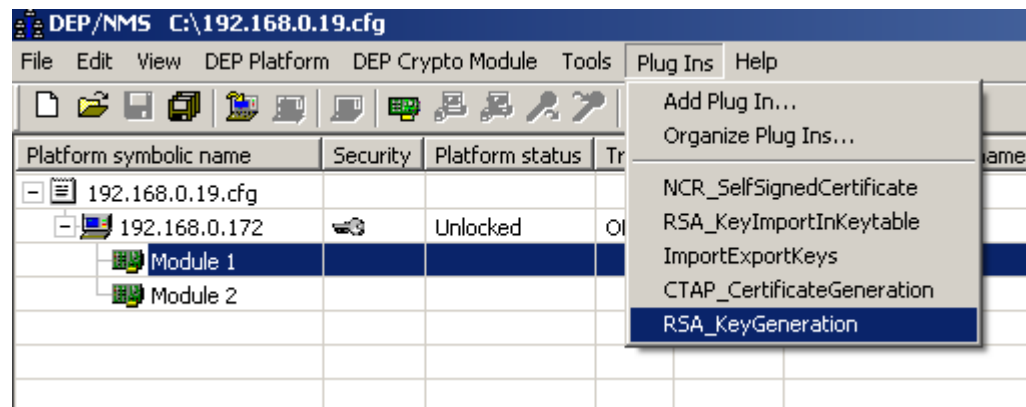 DEP/NMS C:\192.168.0.19.cfg
File Edit View DEP Platform DEP Crypto Module Tools Plug Ins Help
Add Plug In...
Organize Plug Ins...
NCR_SelfSignedCertificate
RSA_KeyImportInKeytable
ImportExportKeys
CTAP_CertificateGeneration
RSA_KeyGeneration
Platform symbolic name Security Platform status Tr ame
192.168.0.19.cfg
192.168.0.172 Unlocked
Module 1
Module 2